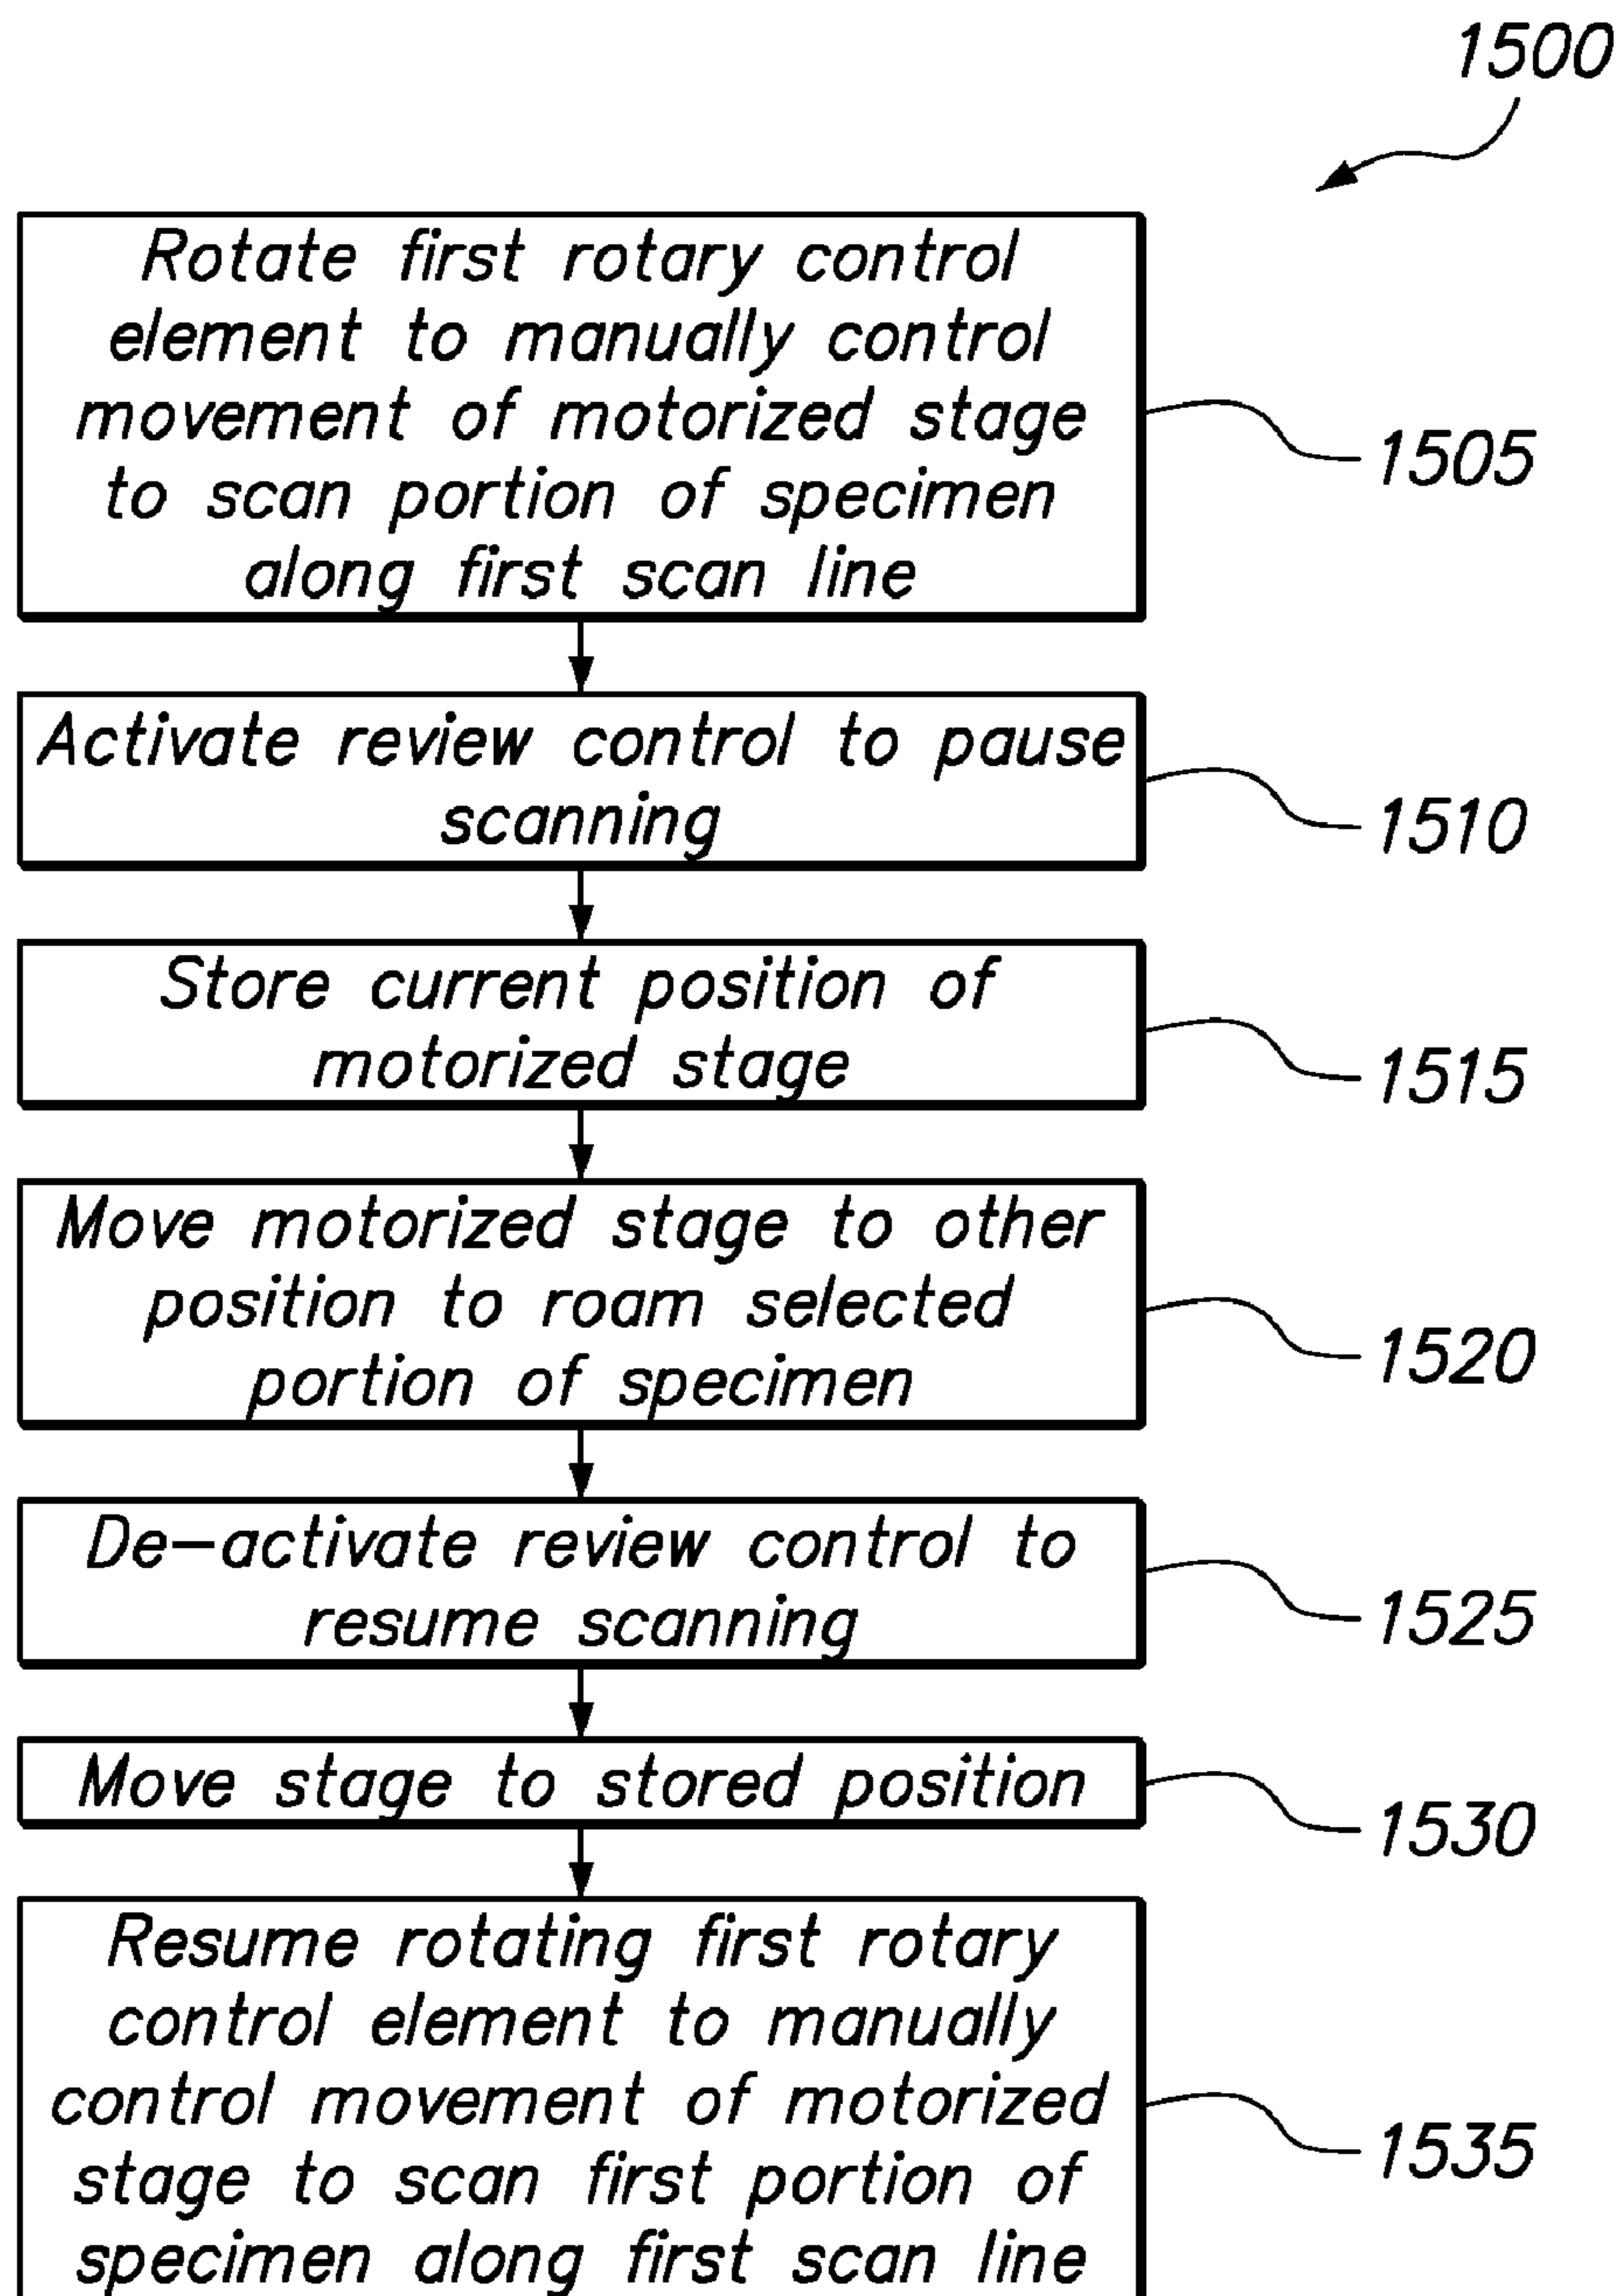 1500
Rotate first rotary control
element to manually control
movement of motorized stage
to scan portion of specimen
along first scan line
1505
Activate review control to pause
scanning
1510
Store current position of
motorized stage
1515
Move motorized stage to other
position to roam selected
portion of specimen
1520
De-activate review control to
resume scanning
1525
Move stage to stored position
1530
Resume rotating first rotary
control element to manually
control movement of motorized
stage to scan first portion of
specimen along first scan line
1535